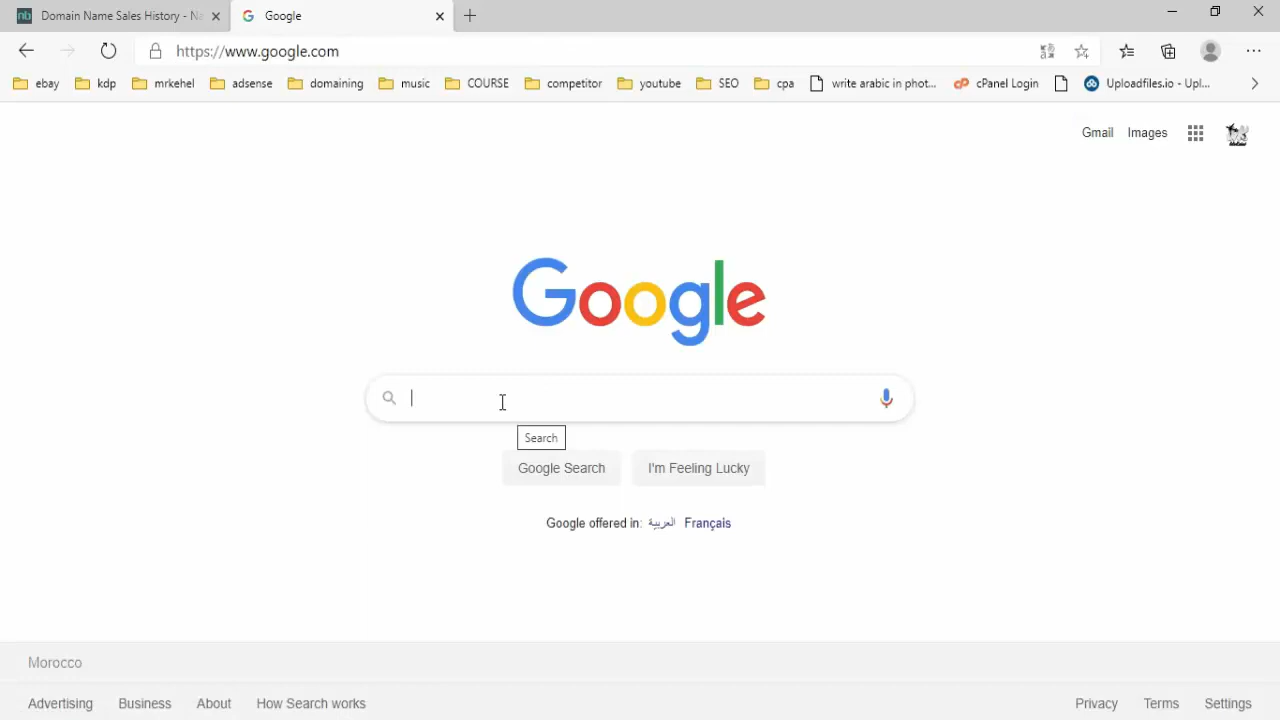 Domain Name Sales History - Na
Google
https://www.google.com
ebay kdp mrkehel adsense domaining music COURSE competitor youtube SEO cpa write arabic in phot... cPanel Login Uploadfiles.io - Upl...
Gmail Images
Google
Search
Google Search I'm Feeling Lucky
Google offered in: العربية Français
Morocco
Advertising Business About How Search works Privacy Terms Settings